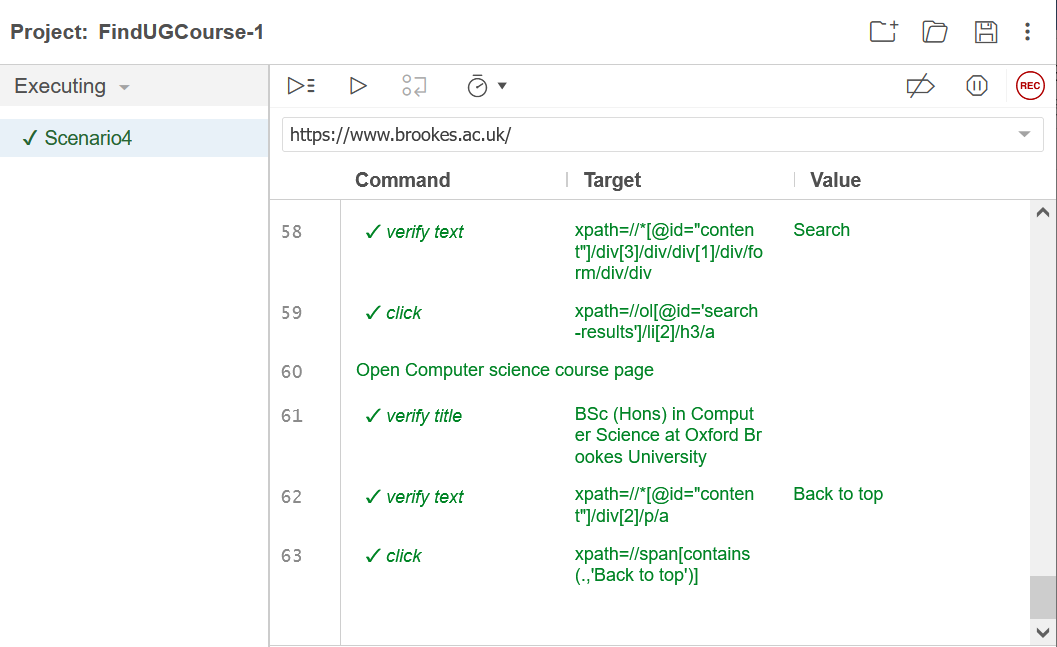 Project: FindUGCourse-1
Executing
REC
✓ Scenario4
https://www.brookes.ac.uk/
Command Target Value
58 ✓ verify text xpath=//*[@id="conten Search
t"]/div[3]/div/div[1]/div/fo
rm/div/div
59 ✓ click xpath=//ol[@id='search
-results']/li[2]/h3/a
60 Open Computer science course page
61 ✓ verify title BSc (Hons) in Comput
er Science at Oxford Br
ookes University
62 ✓ verify text xpath=//*[@id="conten Back to top
t"]/div[2]/p/a
63 ✓ click xpath=//span[contains
(.,'Back to top')]